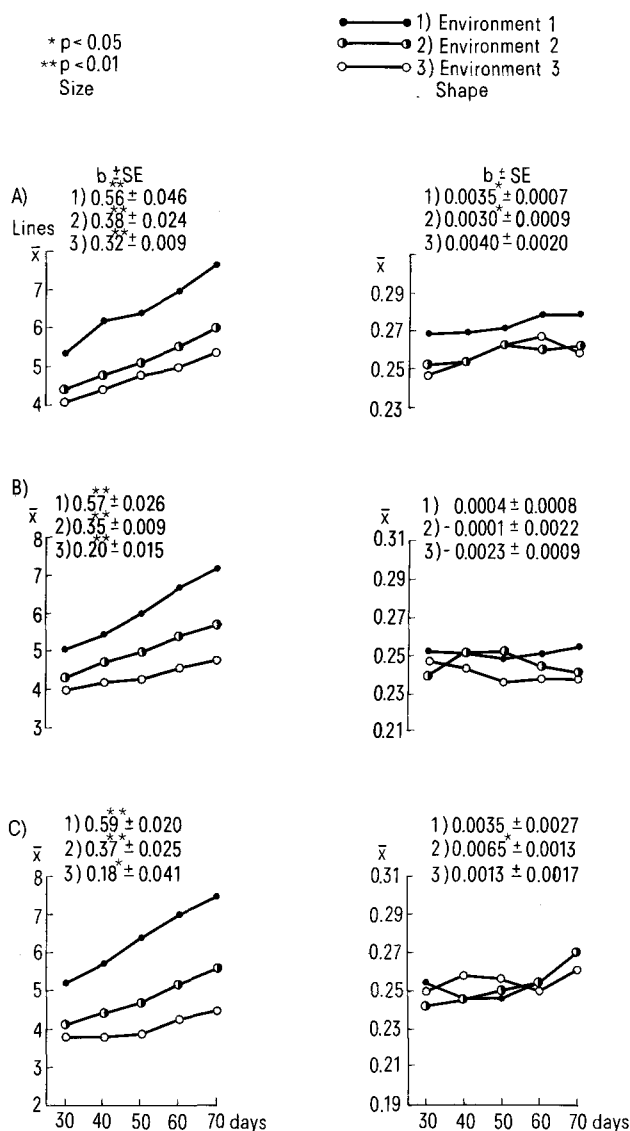 * p < 0.05
** p < 0.01
Size
1) Environment 1
2) Environment 2
3) Environment 3
Shape
A)
Lines
b ± SE
1) 0.56** ± 0.046
2) 0.38** ± 0.024
3) 0.32** ± 0.009
x̄
7
6
5
4
b ± SE
1) 0.0035* ± 0.0007
2) 0.0030* ± 0.0009
3) 0.0040 ± 0.0020
x̄
0.29
0.27
0.25
0.23
B)
1) 0.57** ± 0.026
2) 0.35** ± 0.009
3) 0.20** ± 0.015
x̄
8
7
6
5
4
3
1) 0.0004 ± 0.0008
2) -0.0001 ± 0.0022
3) -0.0023 ± 0.0009
x̄
0.31
0.29
0.27
0.25
0.23
0.21
C)
1) 0.59** ± 0.020
2) 0.37** ± 0.025
3) 0.18* ± 0.041
x̄
8
7
6
5
4
3
2
30 40 50 60 70 days
1) 0.0035 ± 0.0027
2) 0.0065* ± 0.0013
3) 0.0013 ± 0.0017
x̄
0.31
0.29
0.27
0.25
0.23
0.21
0.19
30 40 50 60 70 days